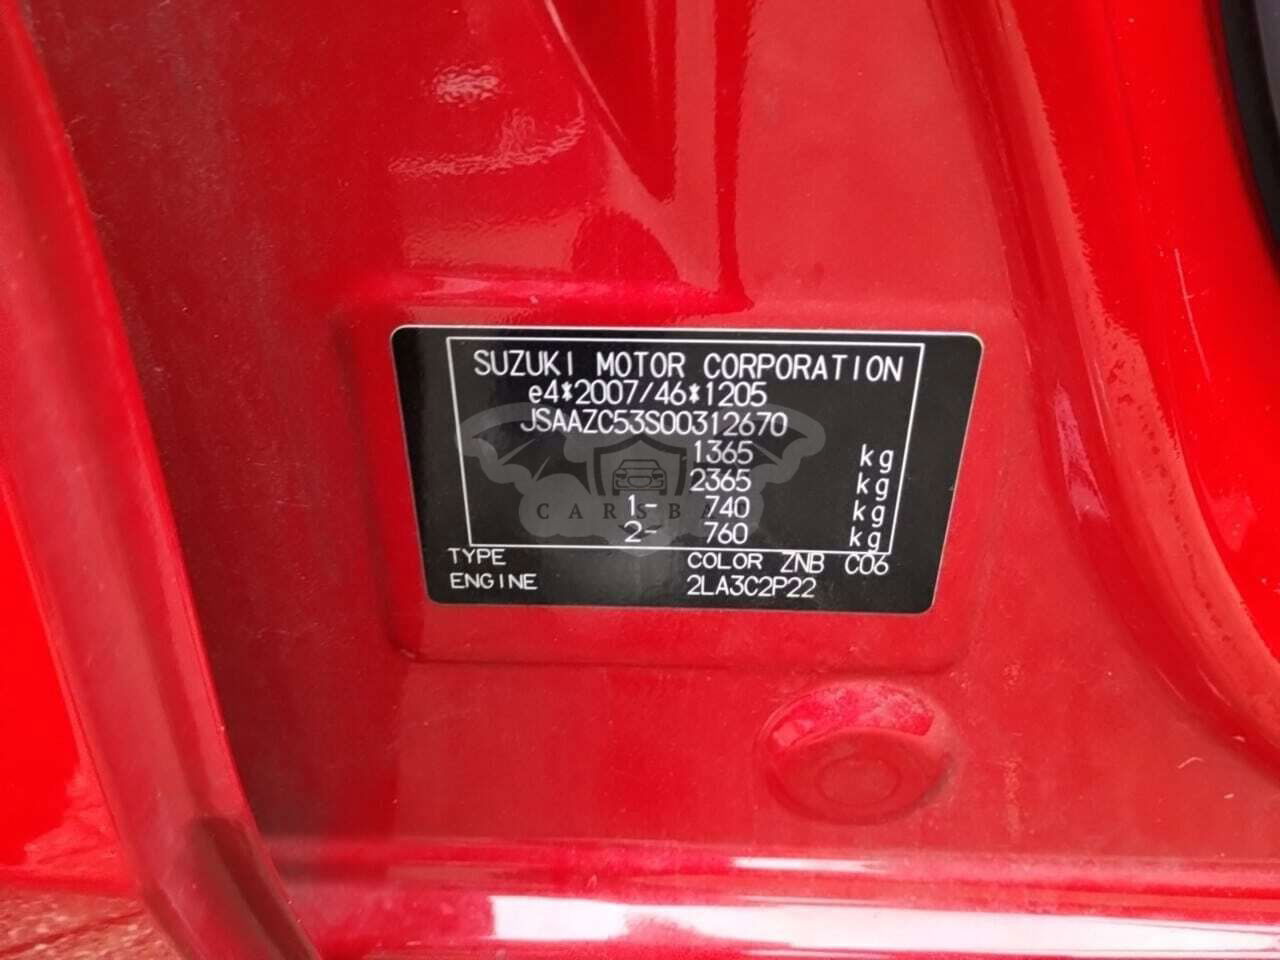 SUZUKI MOTOR CORPORATION
e4*2007/46*1205
JSAAZC53S00312670
1365 kg
2365 kg
1- 740 kg
2- 760 kg
TYPE COLOR ZNB C06
ENGINE 2LA3C2P22